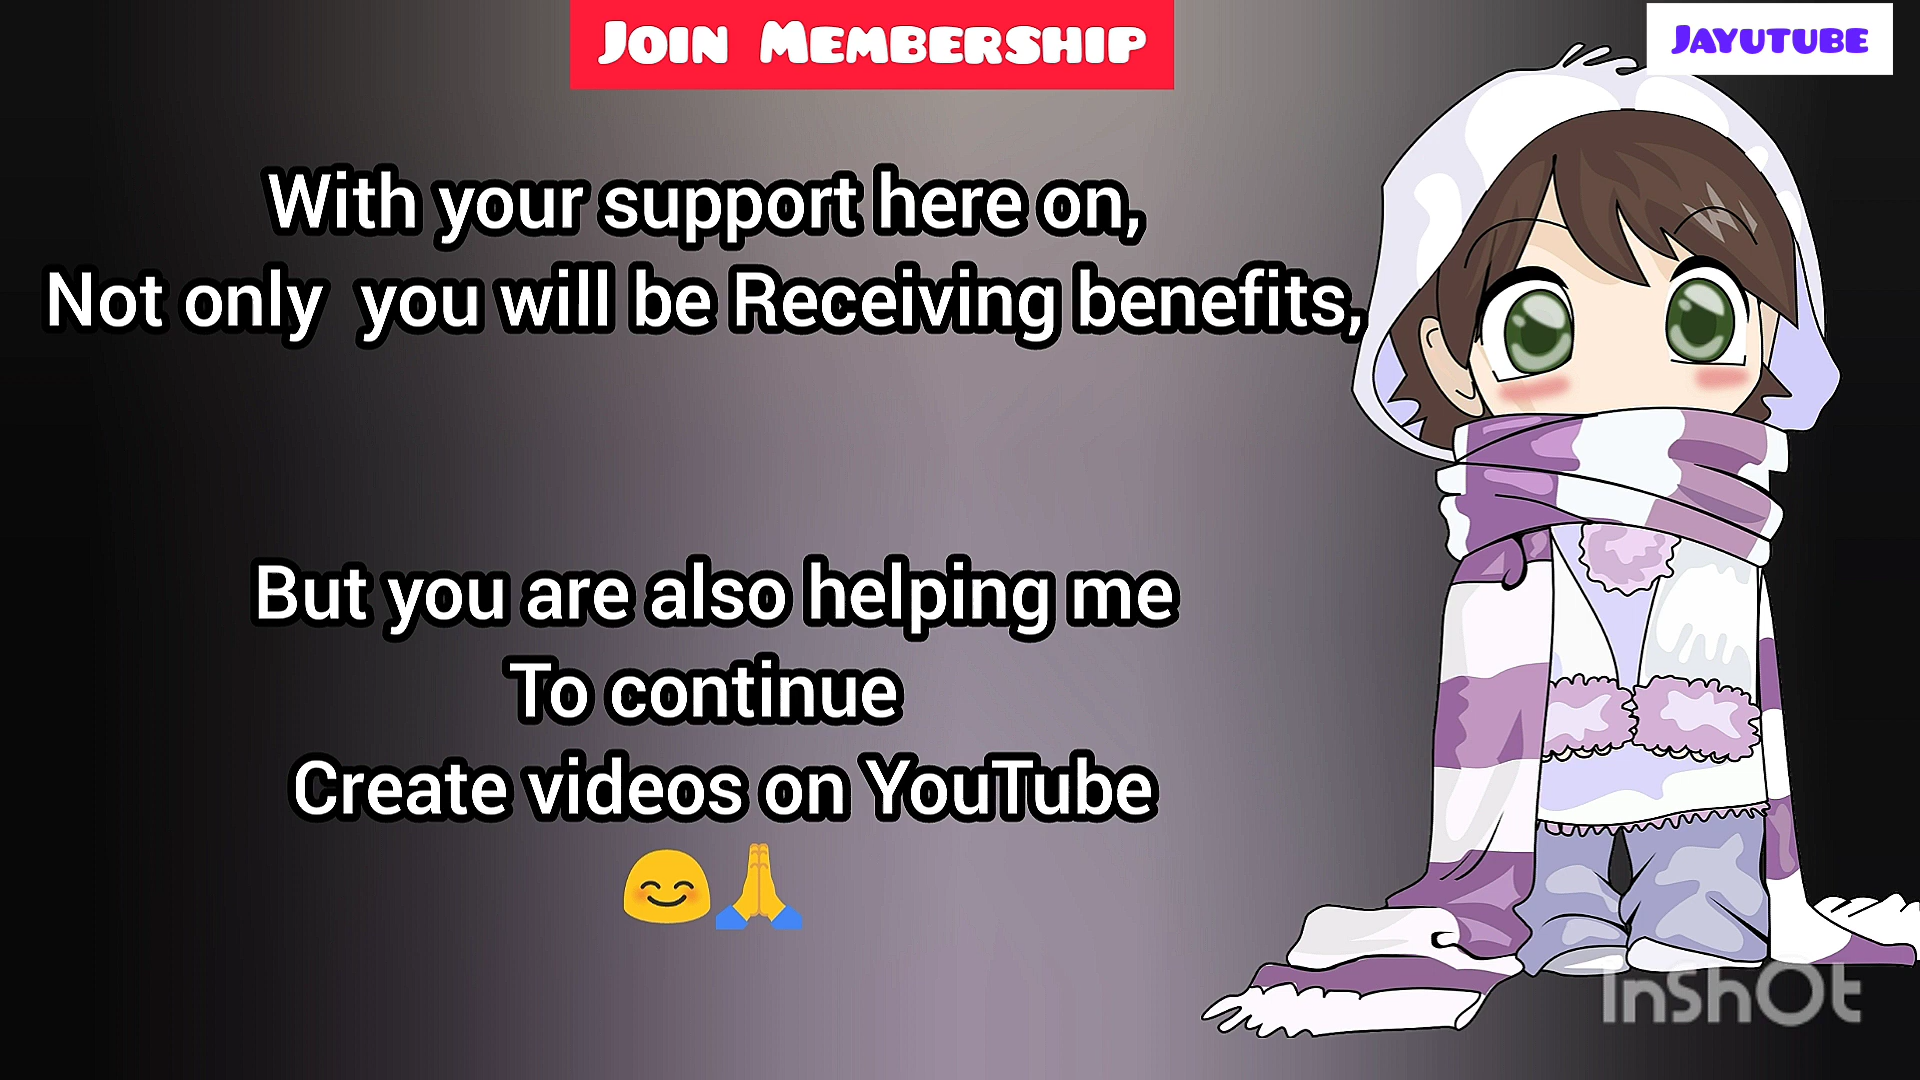 JOIN MEMBERSHIP
JAYUTUBE
With your support here on,
Not only you will be Receiving benefits,
But you are also helping me
To continue
Create videos on YouTube
😊🙏
InShOt